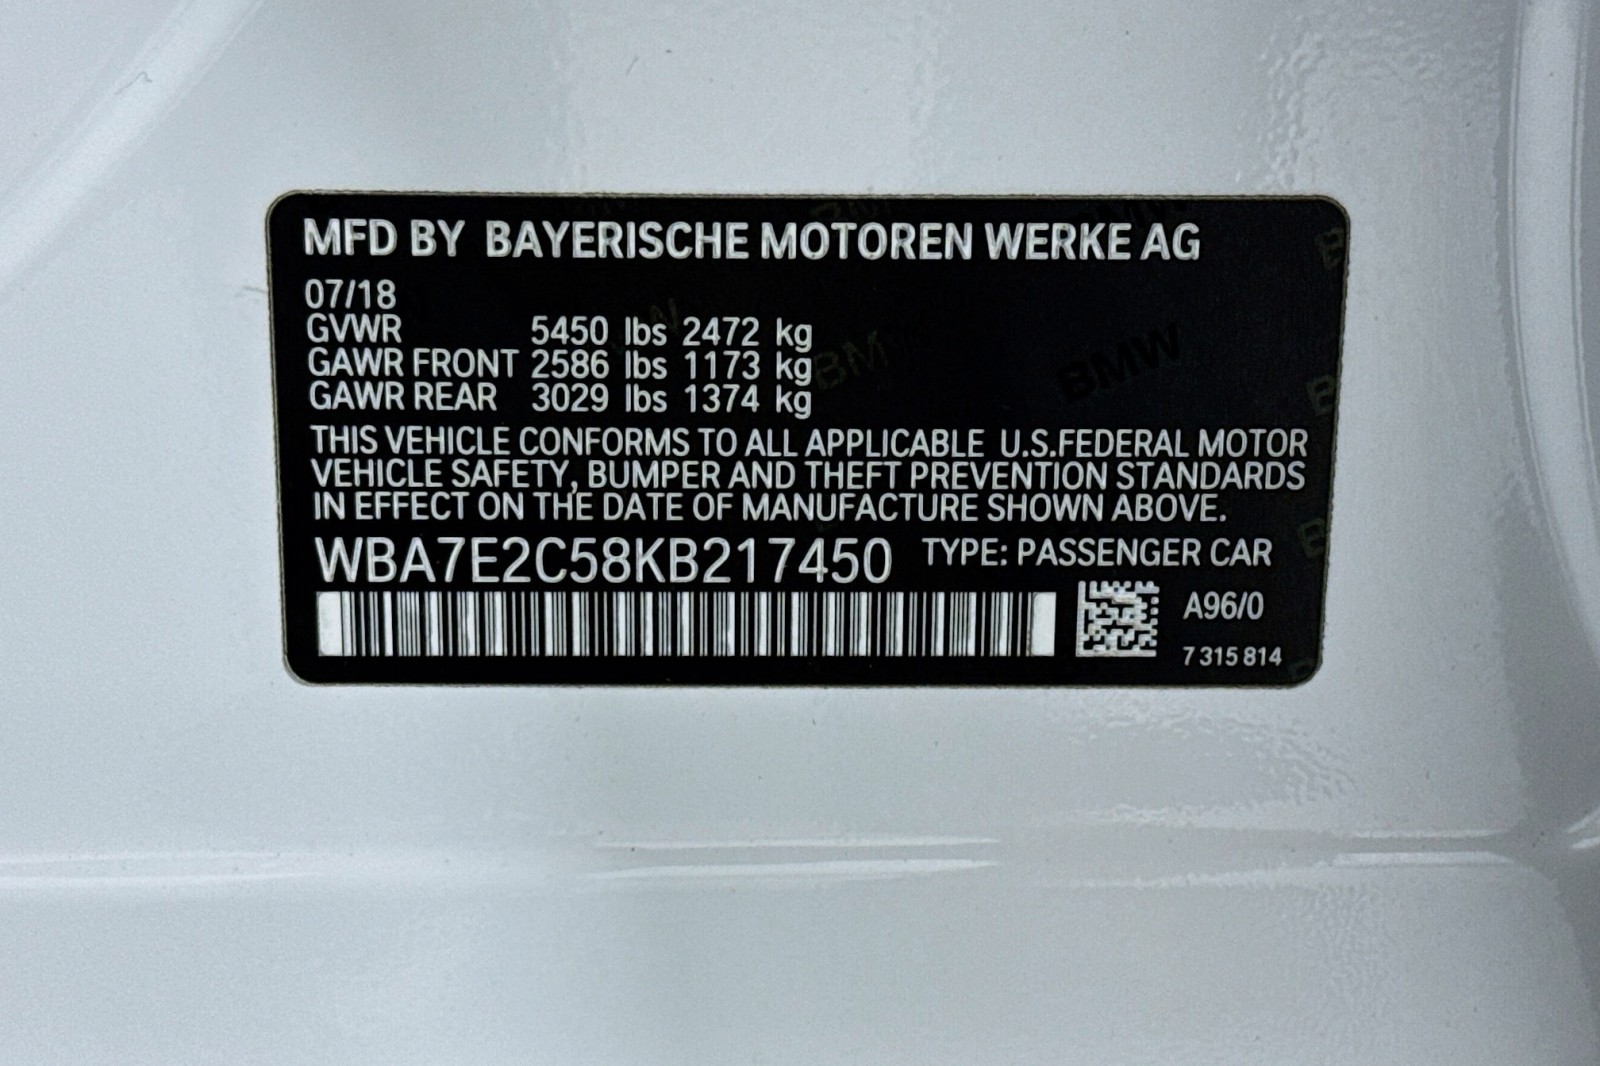 MFD BY BAYERISCHE MOTOREN WERKE AG
07/18
GVWR 5450 lbs 2472 kg
GAWR FRONT 2586 lbs 1173 kg
GAWR REAR 3029 lbs 1374 kg
THIS VEHICLE CONFORMS TO ALL APPLICABLE U.S.FEDERAL MOTOR
VEHICLE SAFETY, BUMPER AND THEFT PREVENTION STANDARDS
IN EFFECT ON THE DATE OF MANUFACTURE SHOWN ABOVE.
WBA7E2C58KB217450 TYPE: PASSENGER CAR
A96/0
7 315 814
BMW
BMW